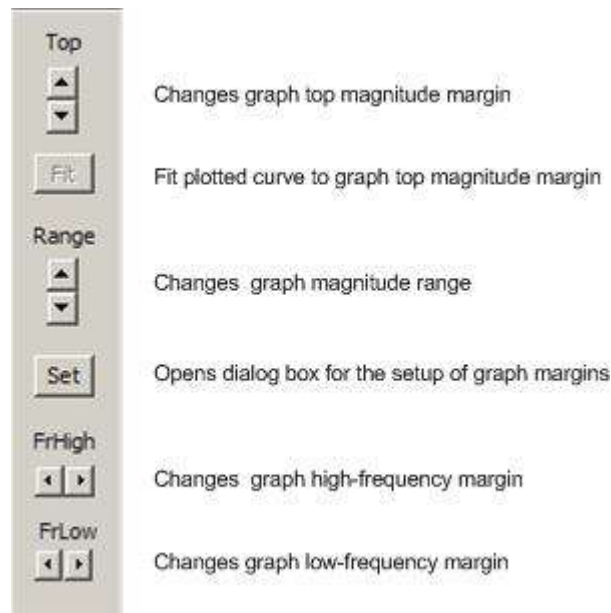 Top
Changes graph top magnitude margin
Fit
Fit plotted curve to graph top magnitude margin
Range
Changes graph magnitude range
Set
Opens dialog box for the setup of graph margins
FrHigh
Changes graph high-frequency margin
FrLow
Changes graph low-frequency margin